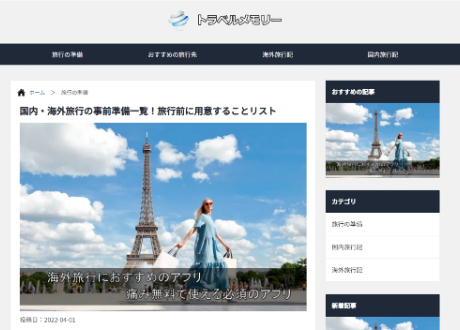 トラベルメモリー
旅行の準備
おすすめの旅行先
海外旅行記
国内旅行記
ホーム > 旅行の準備
国内・海外旅行の事前準備一覧！旅行前に用意することリスト
海外旅行におすすめのアプリ
痛み無料で使える必須のアプリ
投稿日：2022-04-01
おすすめの記事
カテゴリ
旅行の準備
国内旅行記
海外旅行記
新着記事